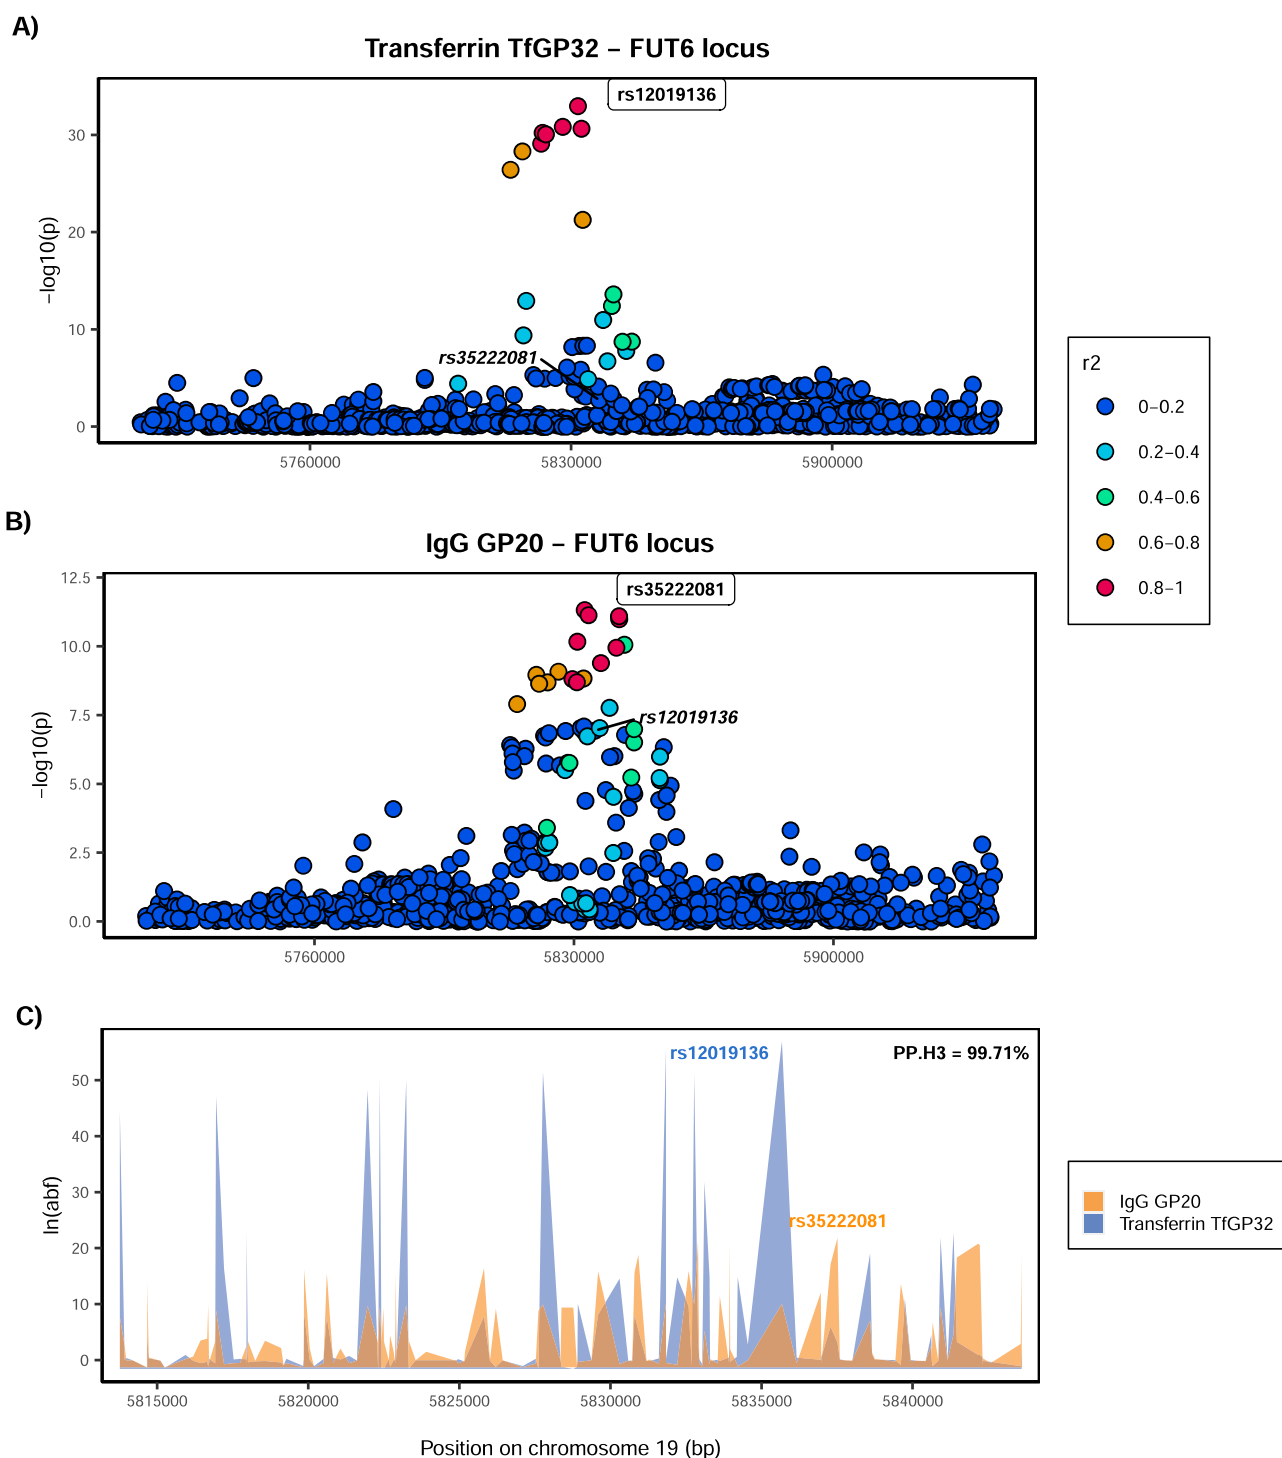 A)
Transferrin TfGP32 – FUT6 locus
rs12019136
30
20
10
0
−log10(p)
rs35222081
5760000
5830000
5900000
r2
0−0.2
0.2−0.4
0.4−0.6
0.6−0.8
0.8−1
B)
IgG GP20 – FUT6 locus
rs35222081
12.5
10.0
7.5
5.0
2.5
0.0
−log10(p)
rs12019136
5760000
5830000
5900000
C)
rs12019136
PP.H3 = 99.71%
50
40
30
20
10
0
ln(abf)
rs35222081
IgG GP20
Transferrin TfGP32
5815000
5820000
5825000
5830000
5835000
5840000
Position on chromosome 19 (bp)